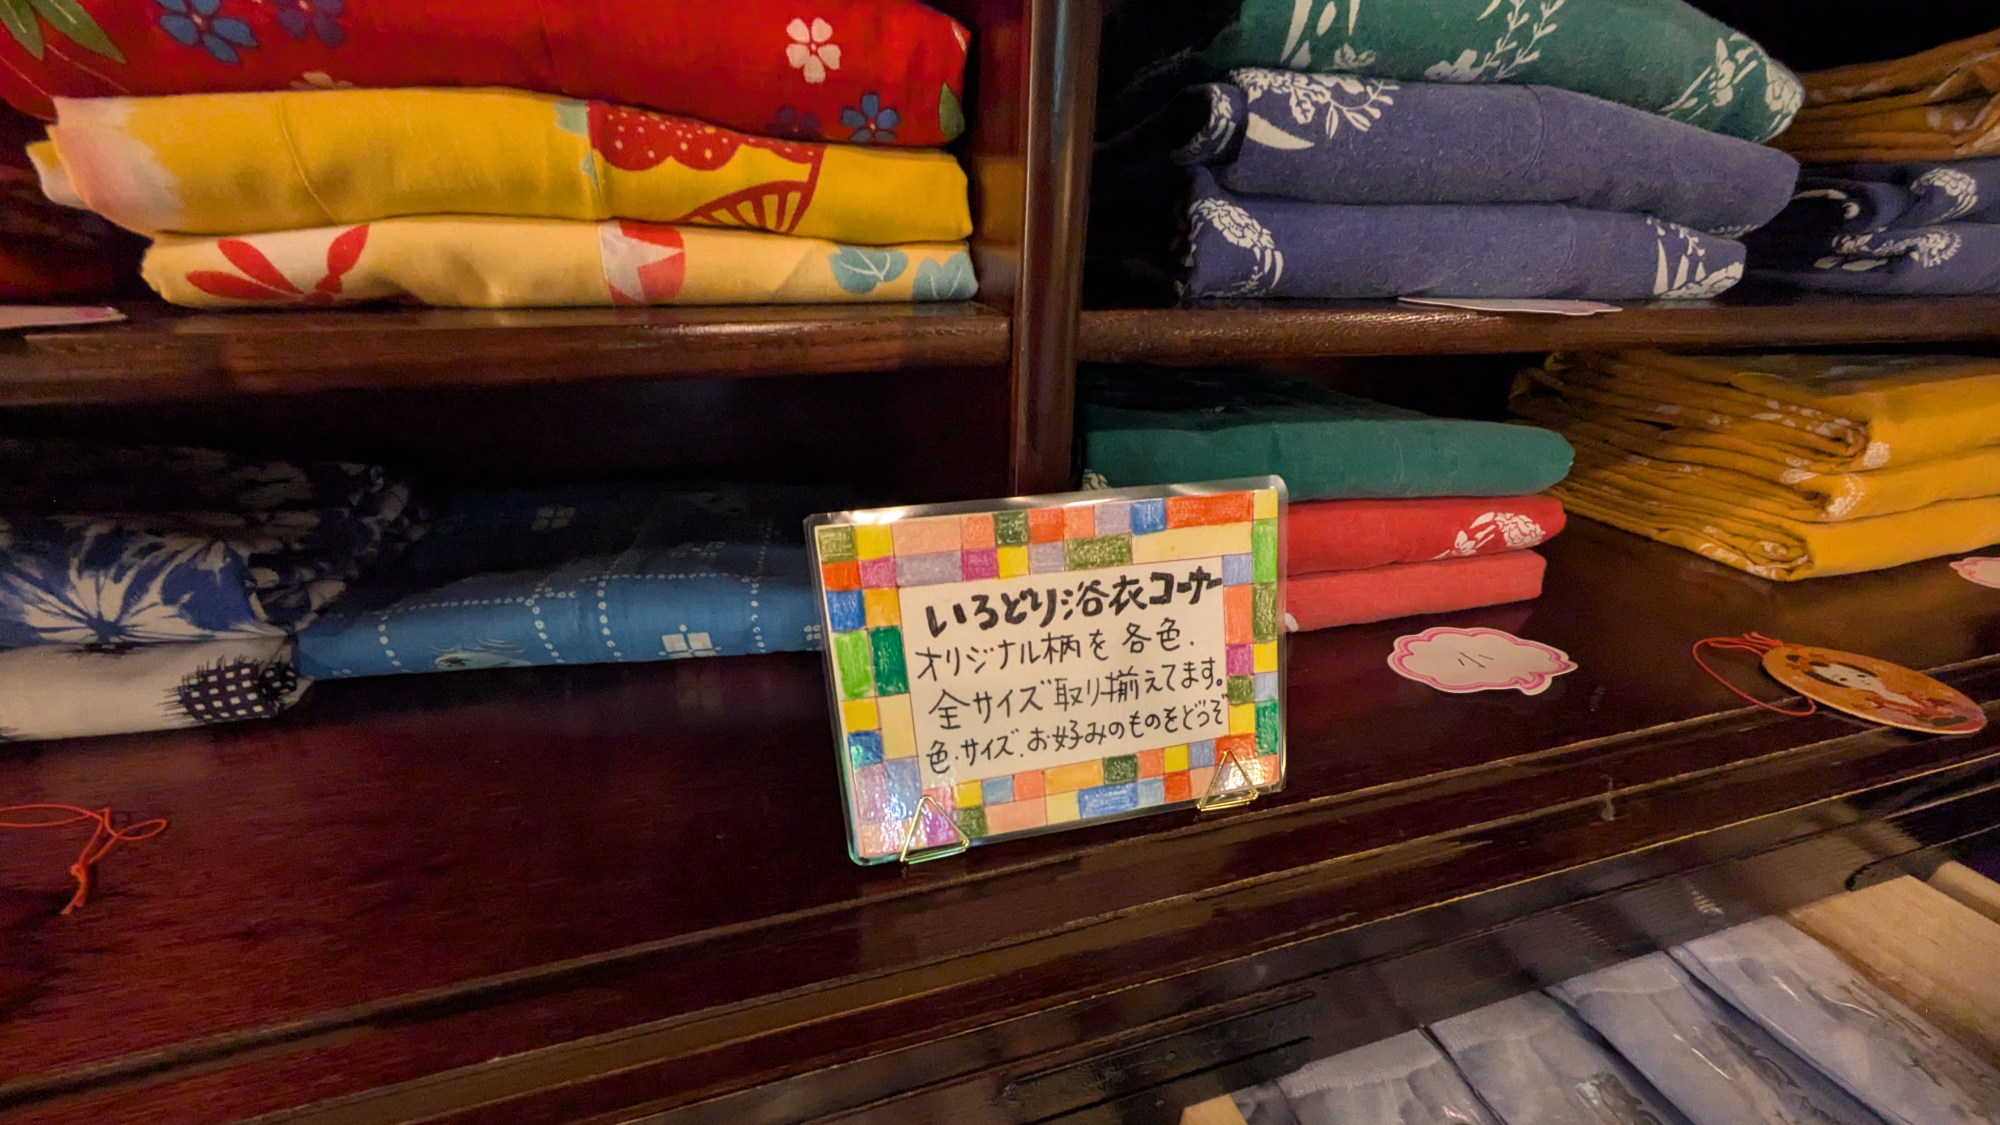 いろどり浴衣コーナー
オリジナル柄を各色.
全サイズ取り揃えてます。
色・サイズ.お好みのものをどうぞ
小